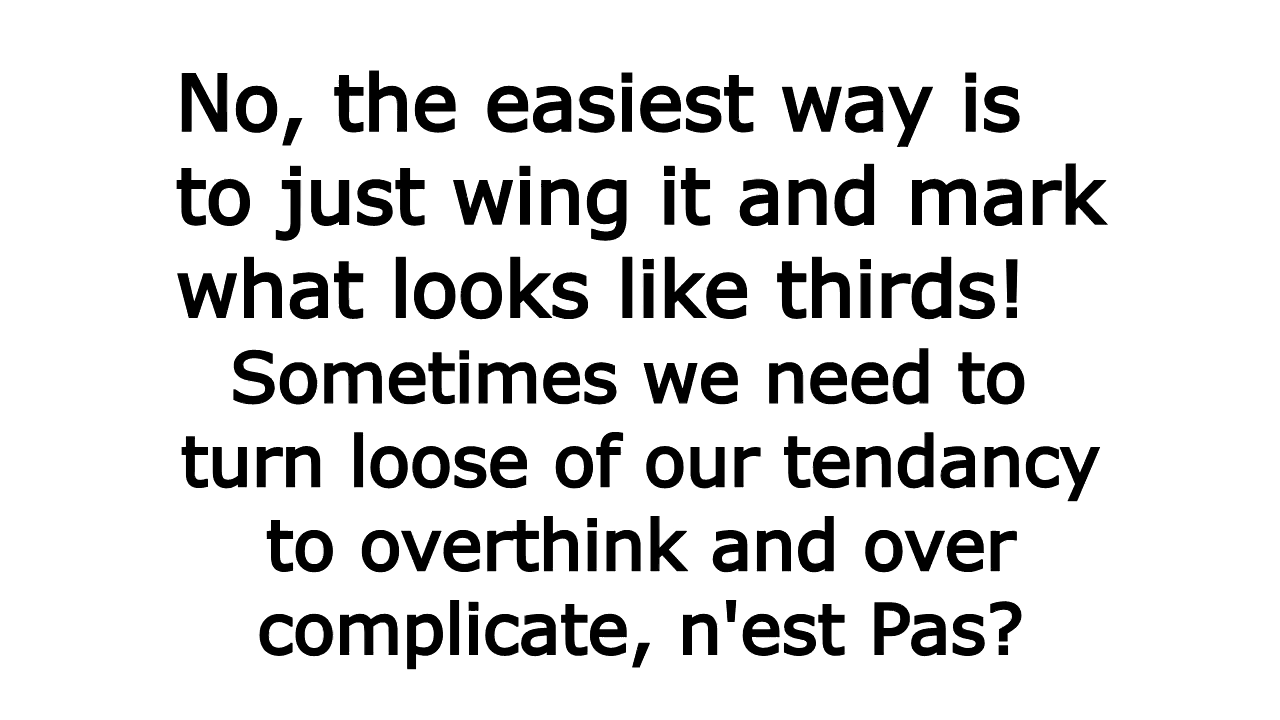 No, the easiest way is
to just wing it and mark
what looks like thirds!
Sometimes we need to
turn loose of our tendancy
to overthink and over
complicate, n'est Pas?